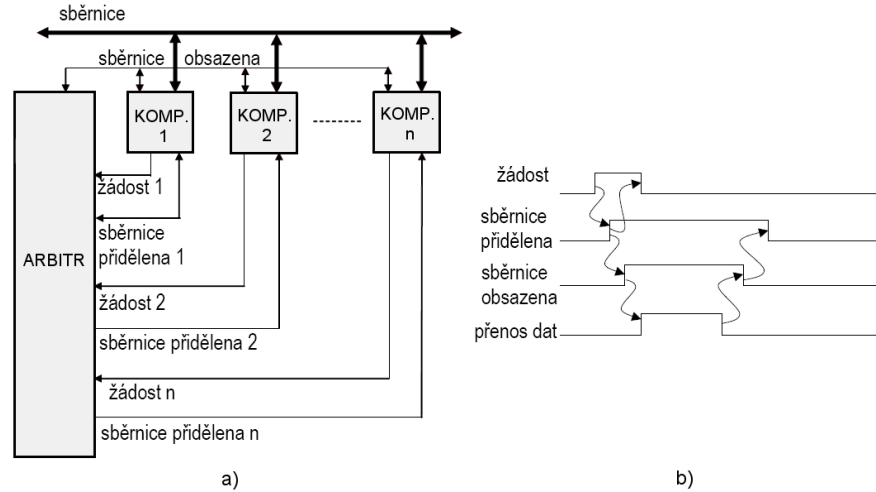 sběrnice
sběrnice obsazena
ARBITR
KOMP.
1
KOMP.
2
KOMP.
n
žádost 1
sběrnice
přidělena 1
žádost 2
sběrnice přidělena 2
žádost n
sběrnice přidělena n
a)
žádost
sběrnice
přidělena
sběrnice
obsazena
přenos dat
b)